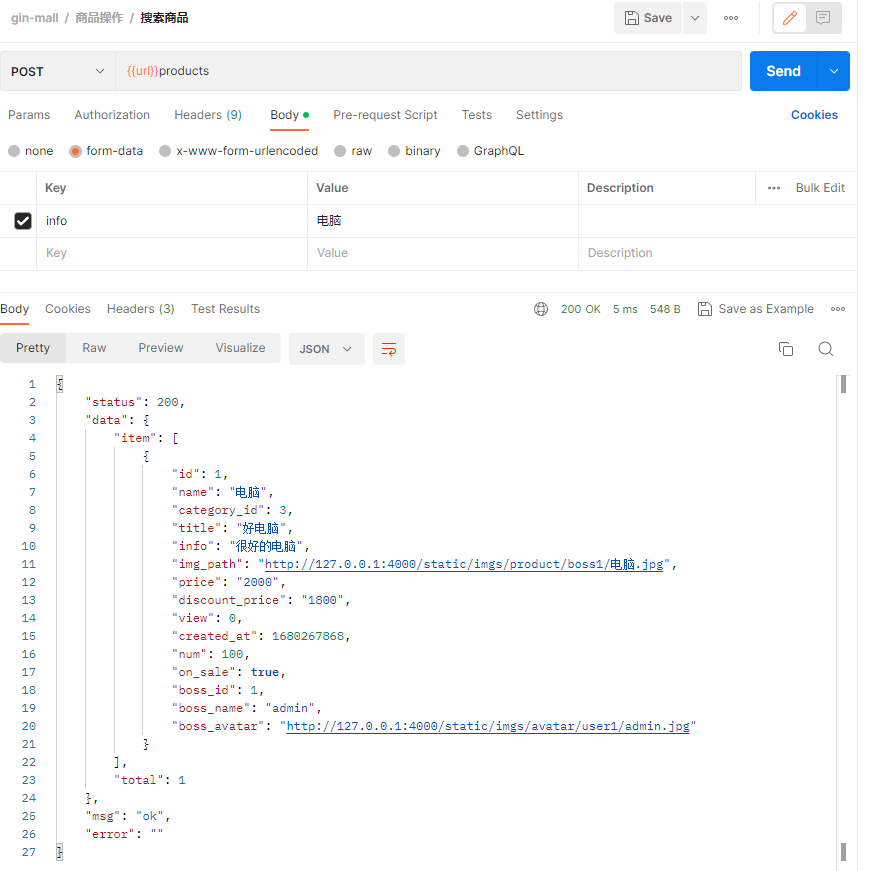 gin-mall / 商品操作 / 搜索商品 Save
POST {{url}}products Send
Params Authorization Headers (9) Body Pre-request Script Tests Settings Cookies
none form-data x-www-form-urlencoded raw binary GraphQL
Key Value Description Bulk Edit
info 电脑
Key Value Description
Body Cookies Headers (3) Test Results 200 OK 5 ms 548 B Save as Example
Pretty Raw Preview Visualize JSON
1 {
2 "status": 200,
3 "data": {
4 "item": [
5 {
6 "id": 1,
7 "name": "电脑",
8 "category_id": 3,
9 "title": "好电脑",
10 "info": "很好的电脑",
11 "img_path": "http://127.0.0.1:4000/static/imgs/product/boss1/电脑.jpg",
12 "price": "2000",
13 "discount_price": "1800",
14 "view": 0,
15 "created_at": 1680267868,
16 "num": 100,
17 "on_sale": true,
18 "boss_id": 1,
19 "boss_name": "admin",
20 "boss_avatar": "http://127.0.0.1:4000/static/imgs/avatar/user1/admin.jpg"
21 }
22 ],
23 "total": 1
24 },
25 "msg": "ok",
26 "error": ""
27 }